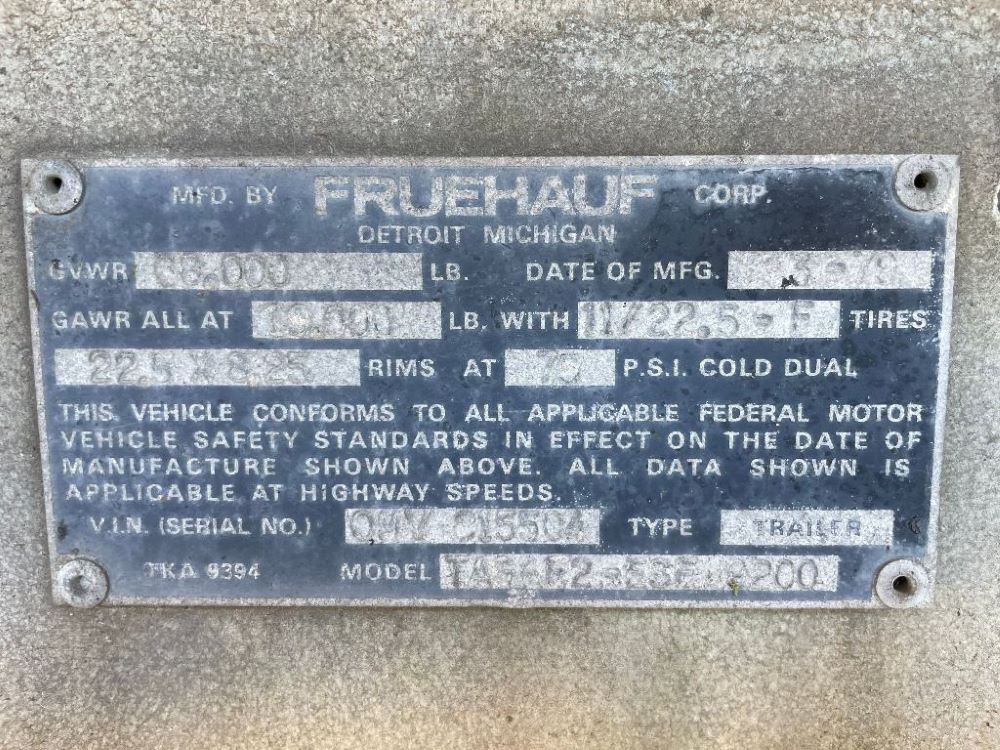 MFD. BY FRUEHAUF CORP.
DETROIT MICHIGAN
GVWR LB. DATE OF MFG.
GAWR ALL AT LB. WITH 11/22.5-F TIRES
22.5 X 8.25 RIMS AT 75 P.S.I. COLD DUAL
THIS VEHICLE CONFORMS TO ALL APPLICABLE FEDERAL MOTOR
VEHICLE SAFETY STANDARDS IN EFFECT ON THE DATE OF
MANUFACTURE SHOWN ABOVE. ALL DATA SHOWN IS
APPLICABLE AT HIGHWAY SPEEDS.
V.I.N. (SERIAL NO.) TYPE TRAILER
TKA 9394 MODEL